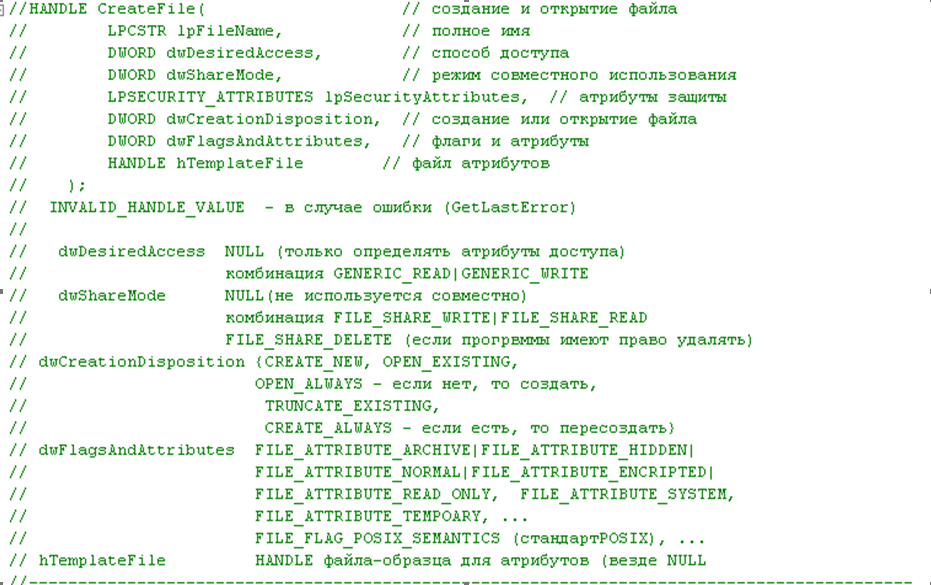 //HANDLE CreateFile(                    // создание и открытие файла
//        LPCSTR lpFileName,            // полное имя
//        DWORD dwDesiredAccess,        // способ доступа
//        DWORD dwShareMode,            // режим совместного использования
//        LPSECURITY_ATTRIBUTES lpSecurityAttributes,  // атрибуты защиты
//        DWORD dwCreationDisposition,  // создание или открытие файла
//        DWORD dwFlagsAndAttributes,   // флаги и атрибуты
//        HANDLE hTemplateFile        // файл атрибутов
//    );
//  INVALID_HANDLE_VALUE  - в случае ошибки (GetLastError)
//
//   dwDesiredAccess  NULL (только определять атрибуты доступа)
//                    комбинация GENERIC_READ|GENERIC_WRITE
//   dwShareMode      NULL(не используется совместно)
//                    комбинация FILE_SHARE_WRITE|FILE_SHARE_READ
//                    FILE_SHARE_DELETE (если прогрвммы имеют право удалять)
// dwCreationDisposition {CREATE_NEW, OPEN_EXISTING,
//                       OPEN_ALWAYS - если нет, то создать,
//                        TRUNCATE_EXISTING,
//                        CREATE_ALWAYS - если есть, то пересоздать}
// dwFlagsAndAttributes  FILE_ATTRIBUTE_ARCHIVE|FILE_ATTRIBUTE_HIDDEN|
//                       FILE_ATTRIBUTE_NORMAL|FILE_ATTRIBUTE_ENCRIPTED|
//                       FILE_ATTRIBUTE_READ_ONLY,  FILE_ATTRIBUTE_SYSTEM,
//                       FILE_ATTRIBUTE_TEMPOARY, ...
//                       FILE_FLAG_POSIX_SEMANTICS (стандартPOSIX), ...
// hTemplateFile         HANDLE файла-образца для атрибутов (везде NULL
//------------------------------------------------------------------------------------------